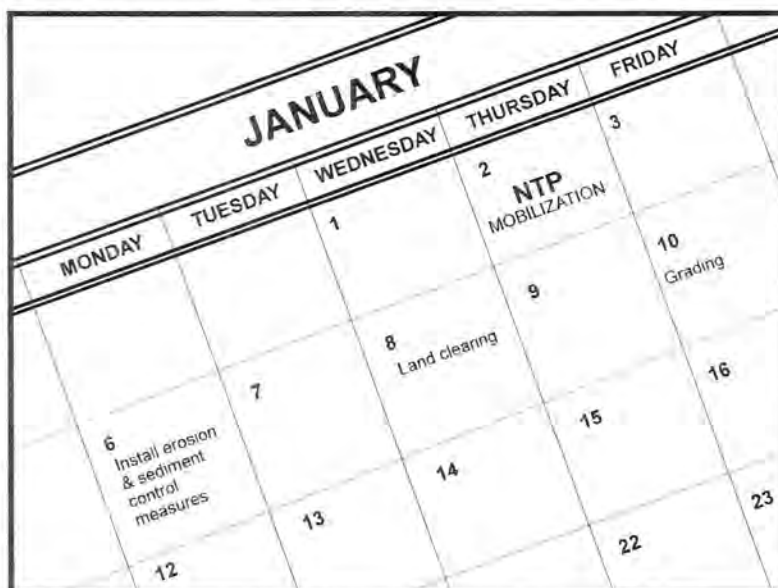 JANUARY
MONDAY TUESDAY WEDNESDAY THURSDAY FRIDAY
1
2
NTP
MOBILIZATION
3
6
Install erosion
& sediment
control
measures
7
8
Land clearing
9
10
Grading
12
13
14
15
16
22
23